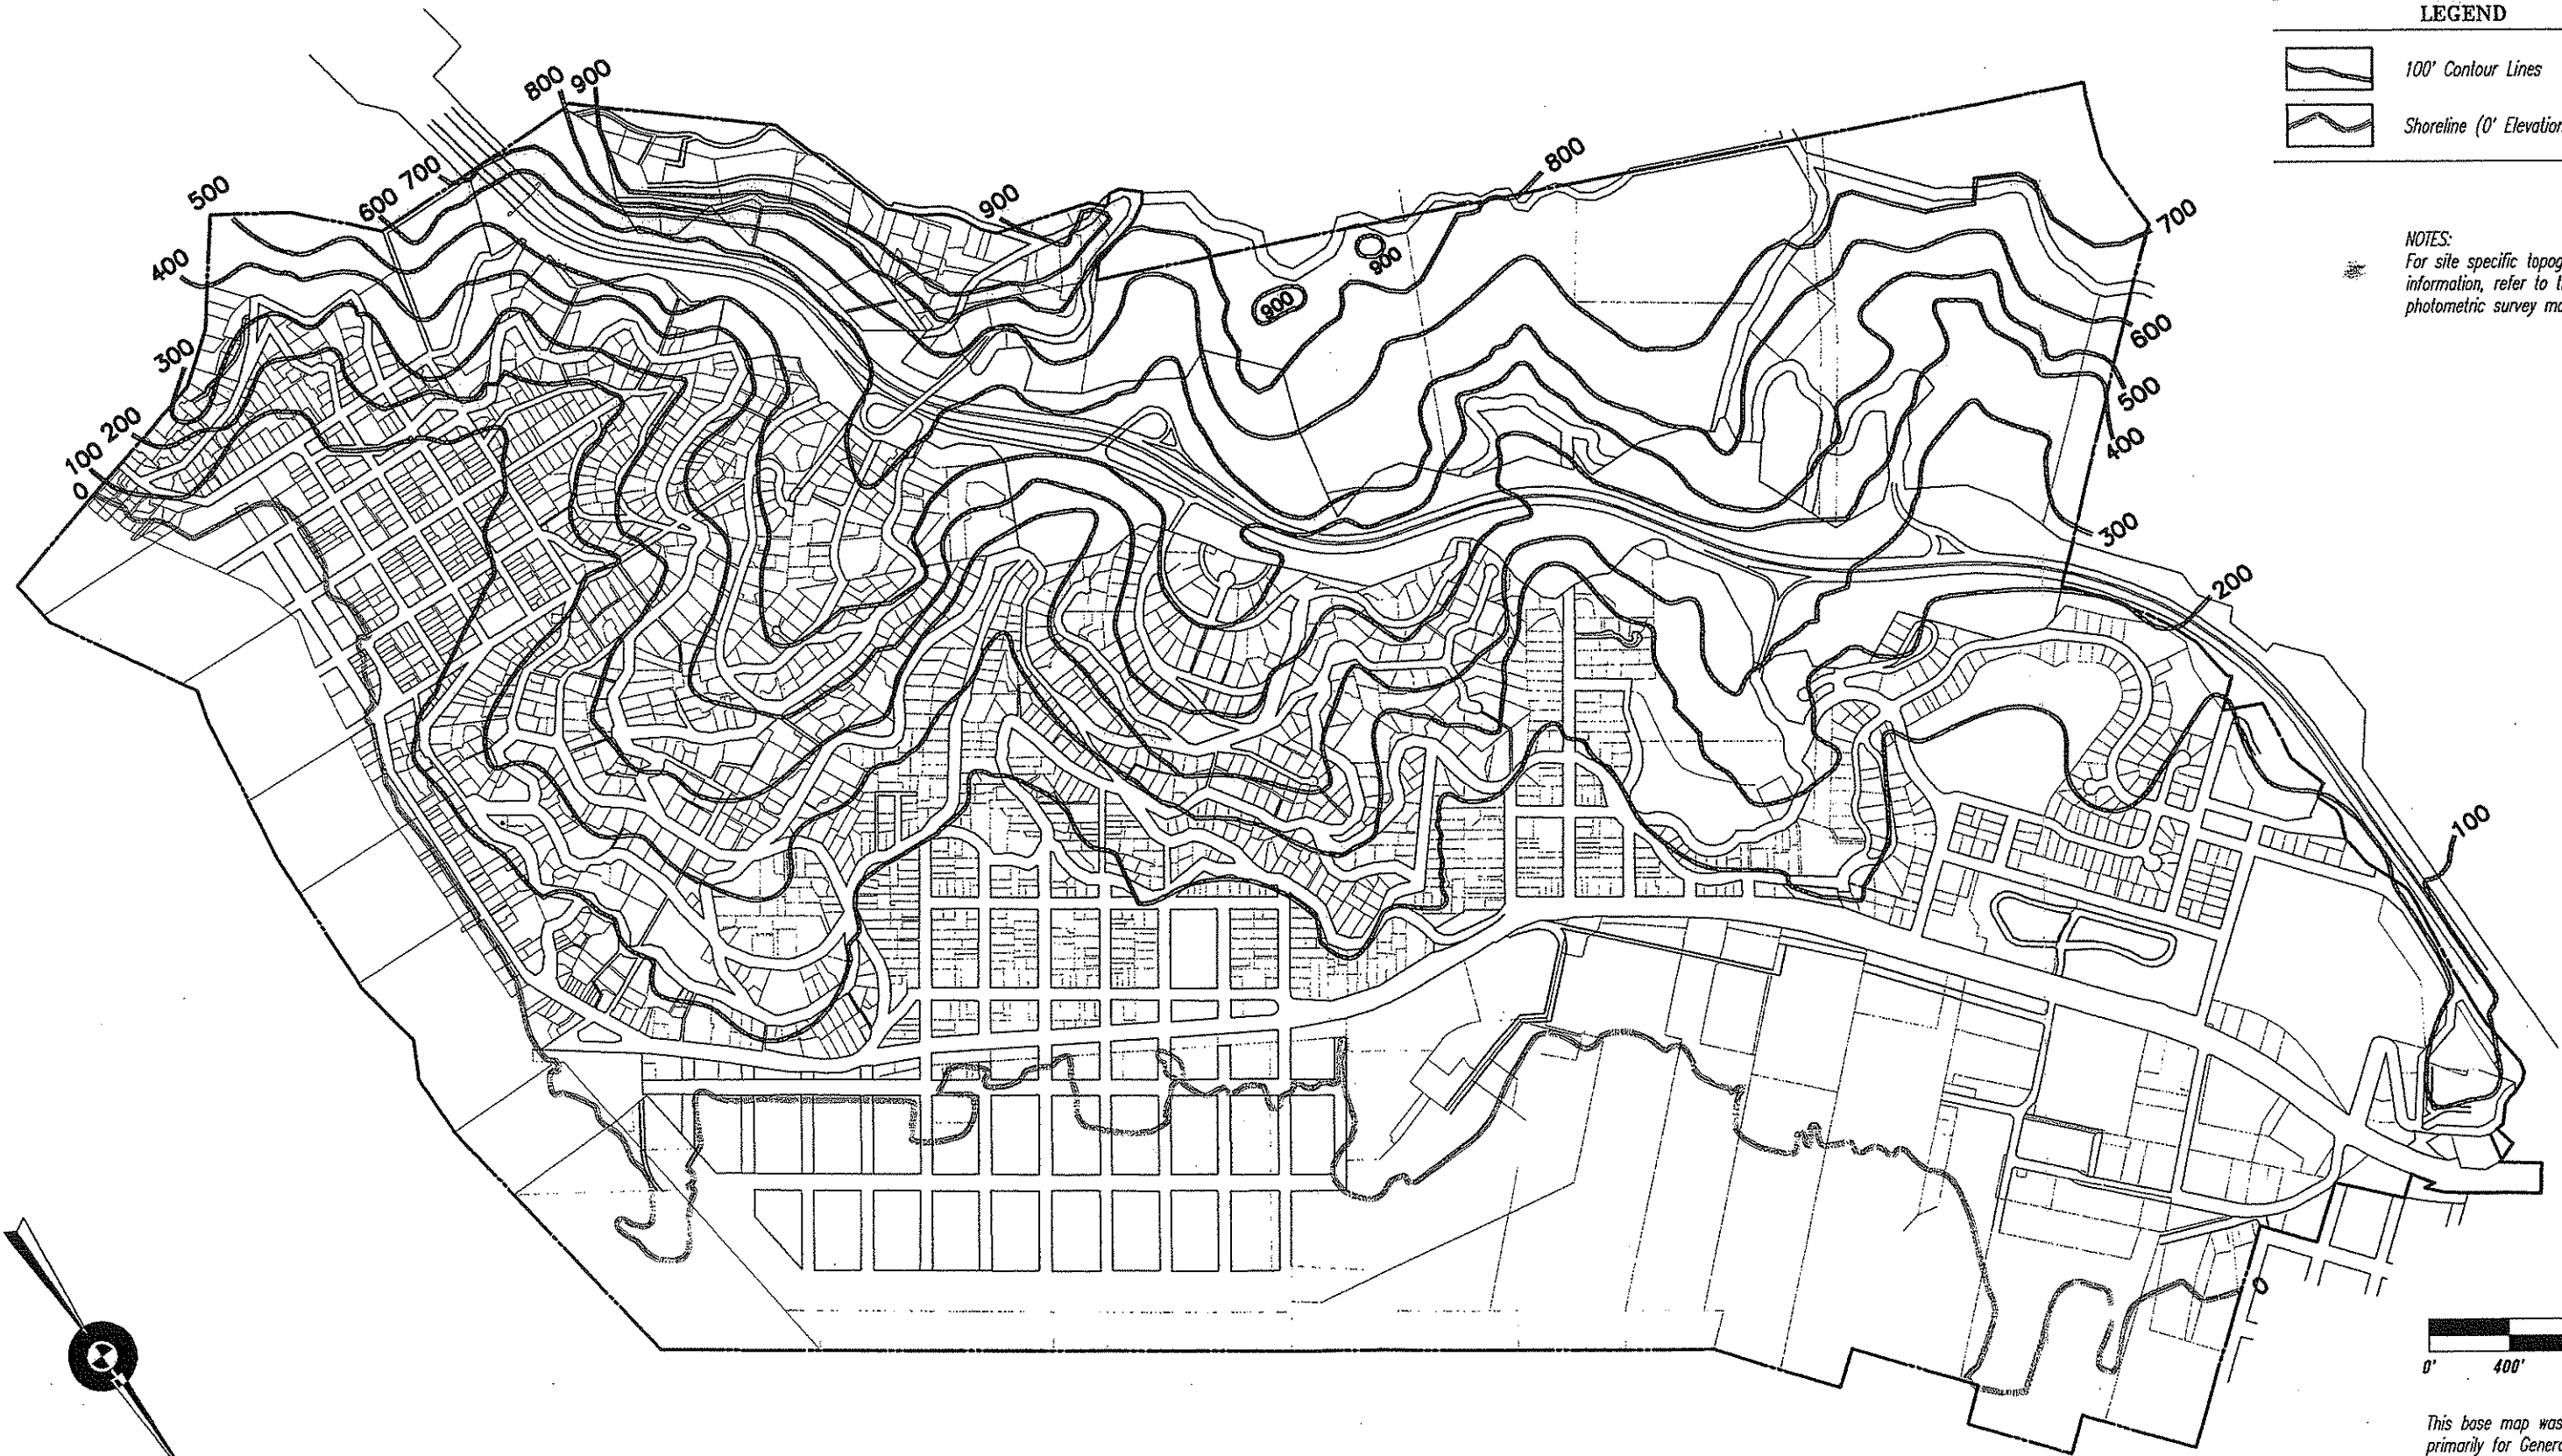 LEGEND
100' Contour Lines
Shoreline (0' Elevation
NOTES:
For site specific topog
information, refer to t
photometric survey ma
800 900
700
600
500
400
300
200
100
0
900
800
900
900
700
600
500
400
300
200
100
0
0' 400'
This base map was
primarily for Genera